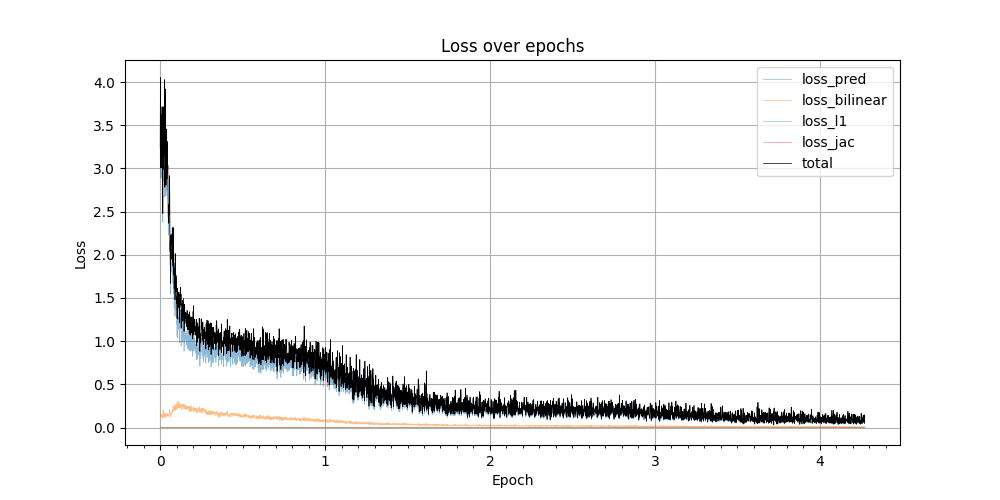 Loss over epochs
4.0
3.5
3.0
2.5
2.0
1.5
1.0
0.5
0.0
Loss
loss_pred
loss_bilinear
loss_l1
loss_jac
total
0 1 2 3 4
Epoch